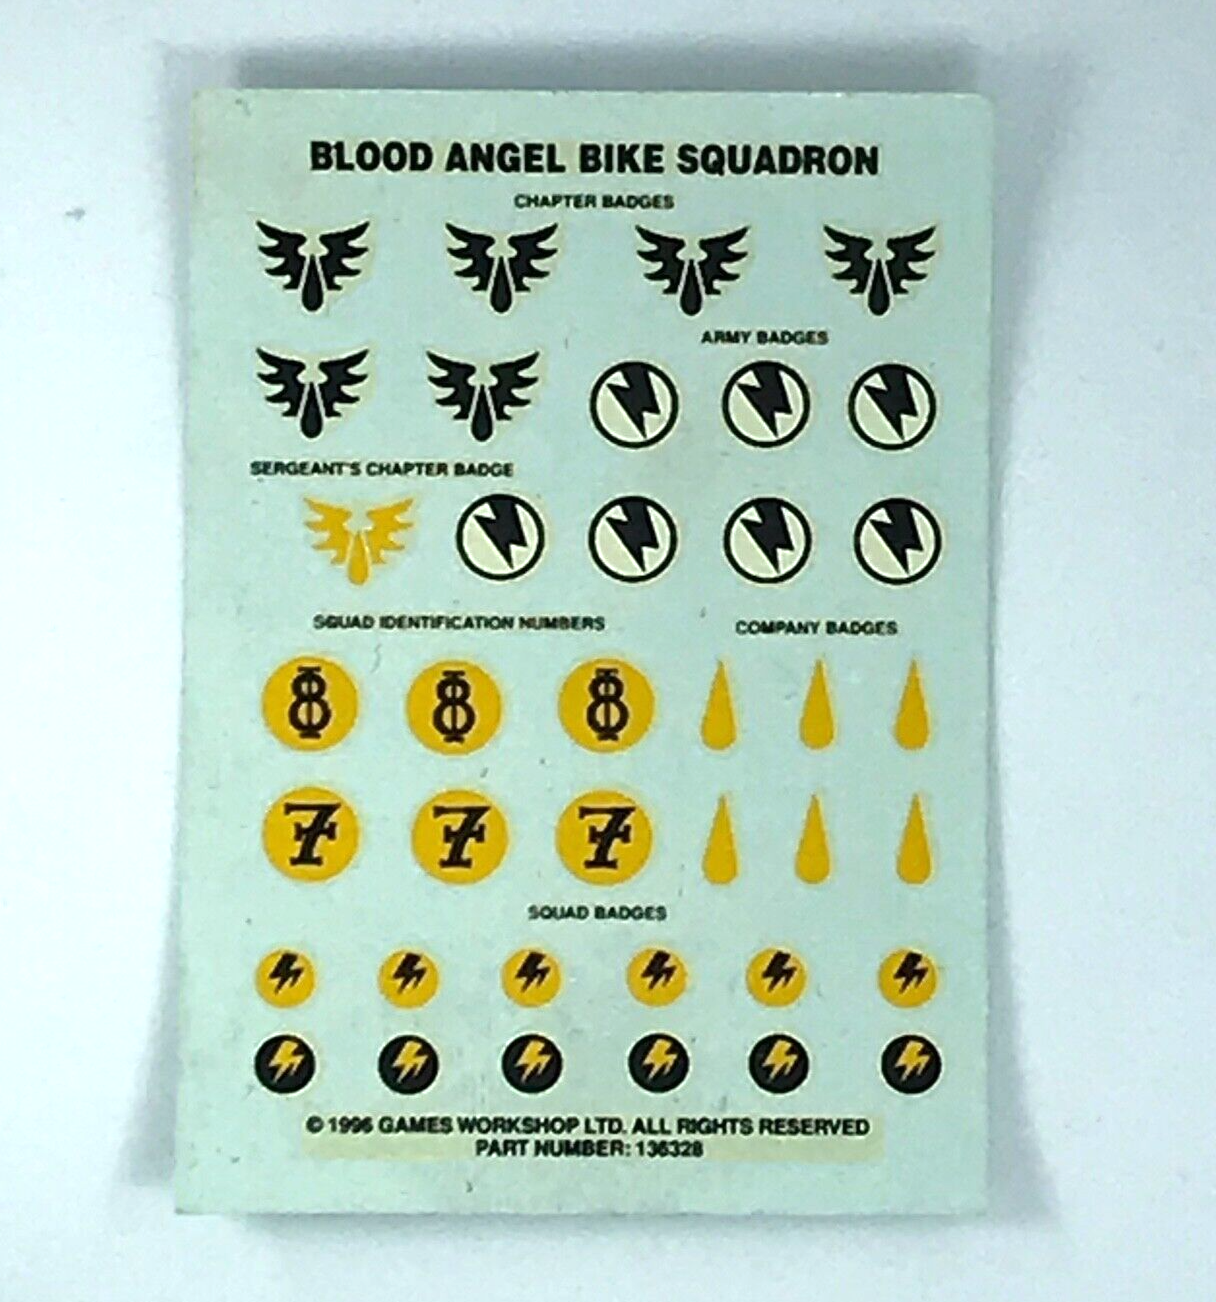 BLOOD ANGEL BIKE SQUADRON
CHAPTER BADGES
ARMY BADGES
SERGEANT'S CHAPTER BADGE
SQUAD IDENTIFICATION NUMBERS
COMPANY BADGES
8 8 8
7 7 7
SQUAD BADGES
© 1996 GAMES WORKSHOP LTD. ALL RIGHTS RESERVED
PART NUMBER: 136328